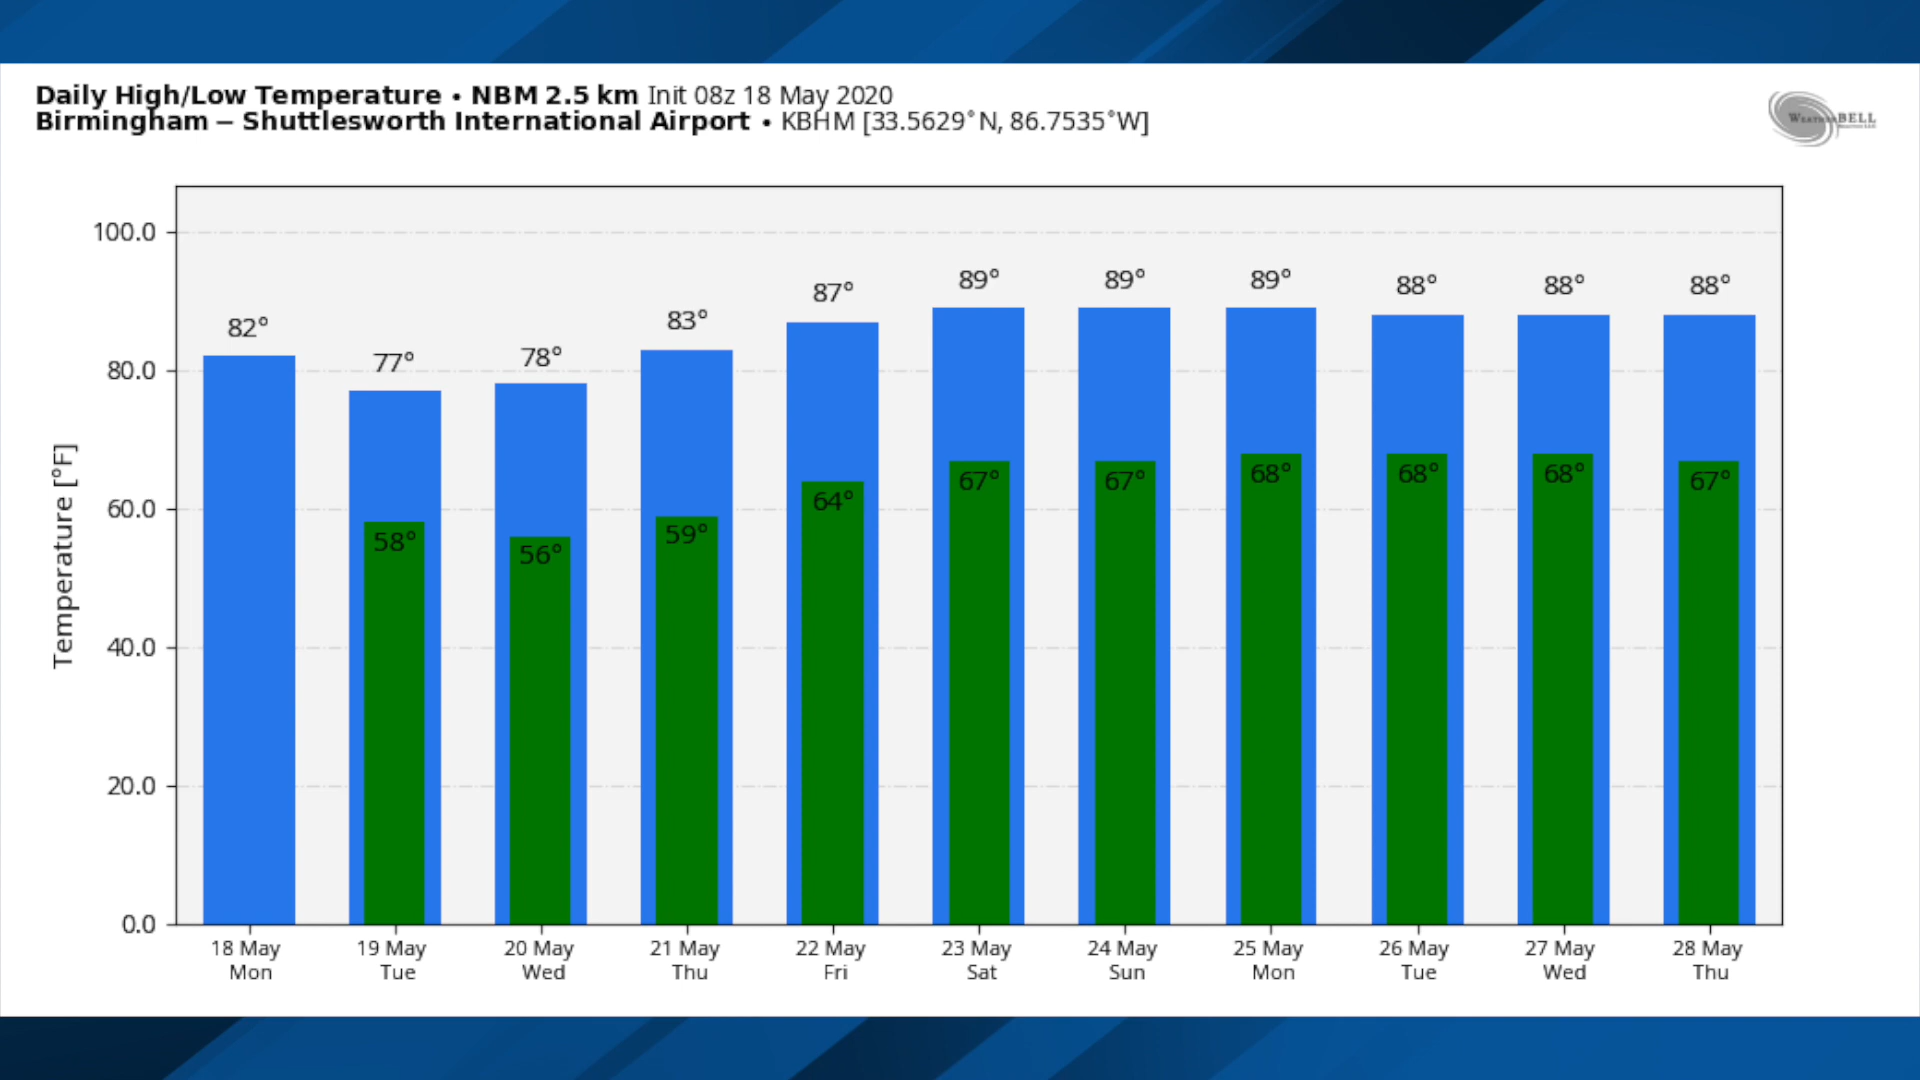 Daily High/Low Temperature • NBM 2.5 km Init 08z 18 May 2020
Birmingham – Shuttlesworth International Airport • KBHM [33.5629°N, 86.7535°W]
WEATHERBELL
Temperature [°F]
100.0
80.0
60.0
40.0
20.0
0.0
82° 77° 78° 83° 87° 89° 89° 89° 88° 88° 88°
58° 56° 59° 64° 67° 67° 68° 68° 68° 67°
18 May 19 May 20 May 21 May 22 May 23 May 24 May 25 May 26 May 27 May 28 May
Mon Tue Wed Thu Fri Sat Sun Mon Tue Wed Thu